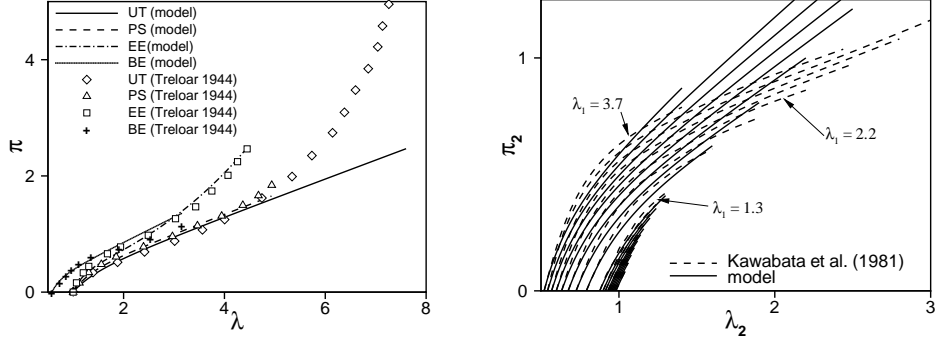 UT (model)
PS (model)
EE(model)
BE (model)
UT (Treloar 1944)
PS (Treloar 1944)
EE (Treloar 1944)
BE (Treloar 1944)
π
4
2
0
2
4
6
8
λ
π₂
1
0
λ₁ = 3.7
λ₁ = 2.2
λ₁ = 1.3
Kawabata et al. (1981)
model
1
2
3
λ₂